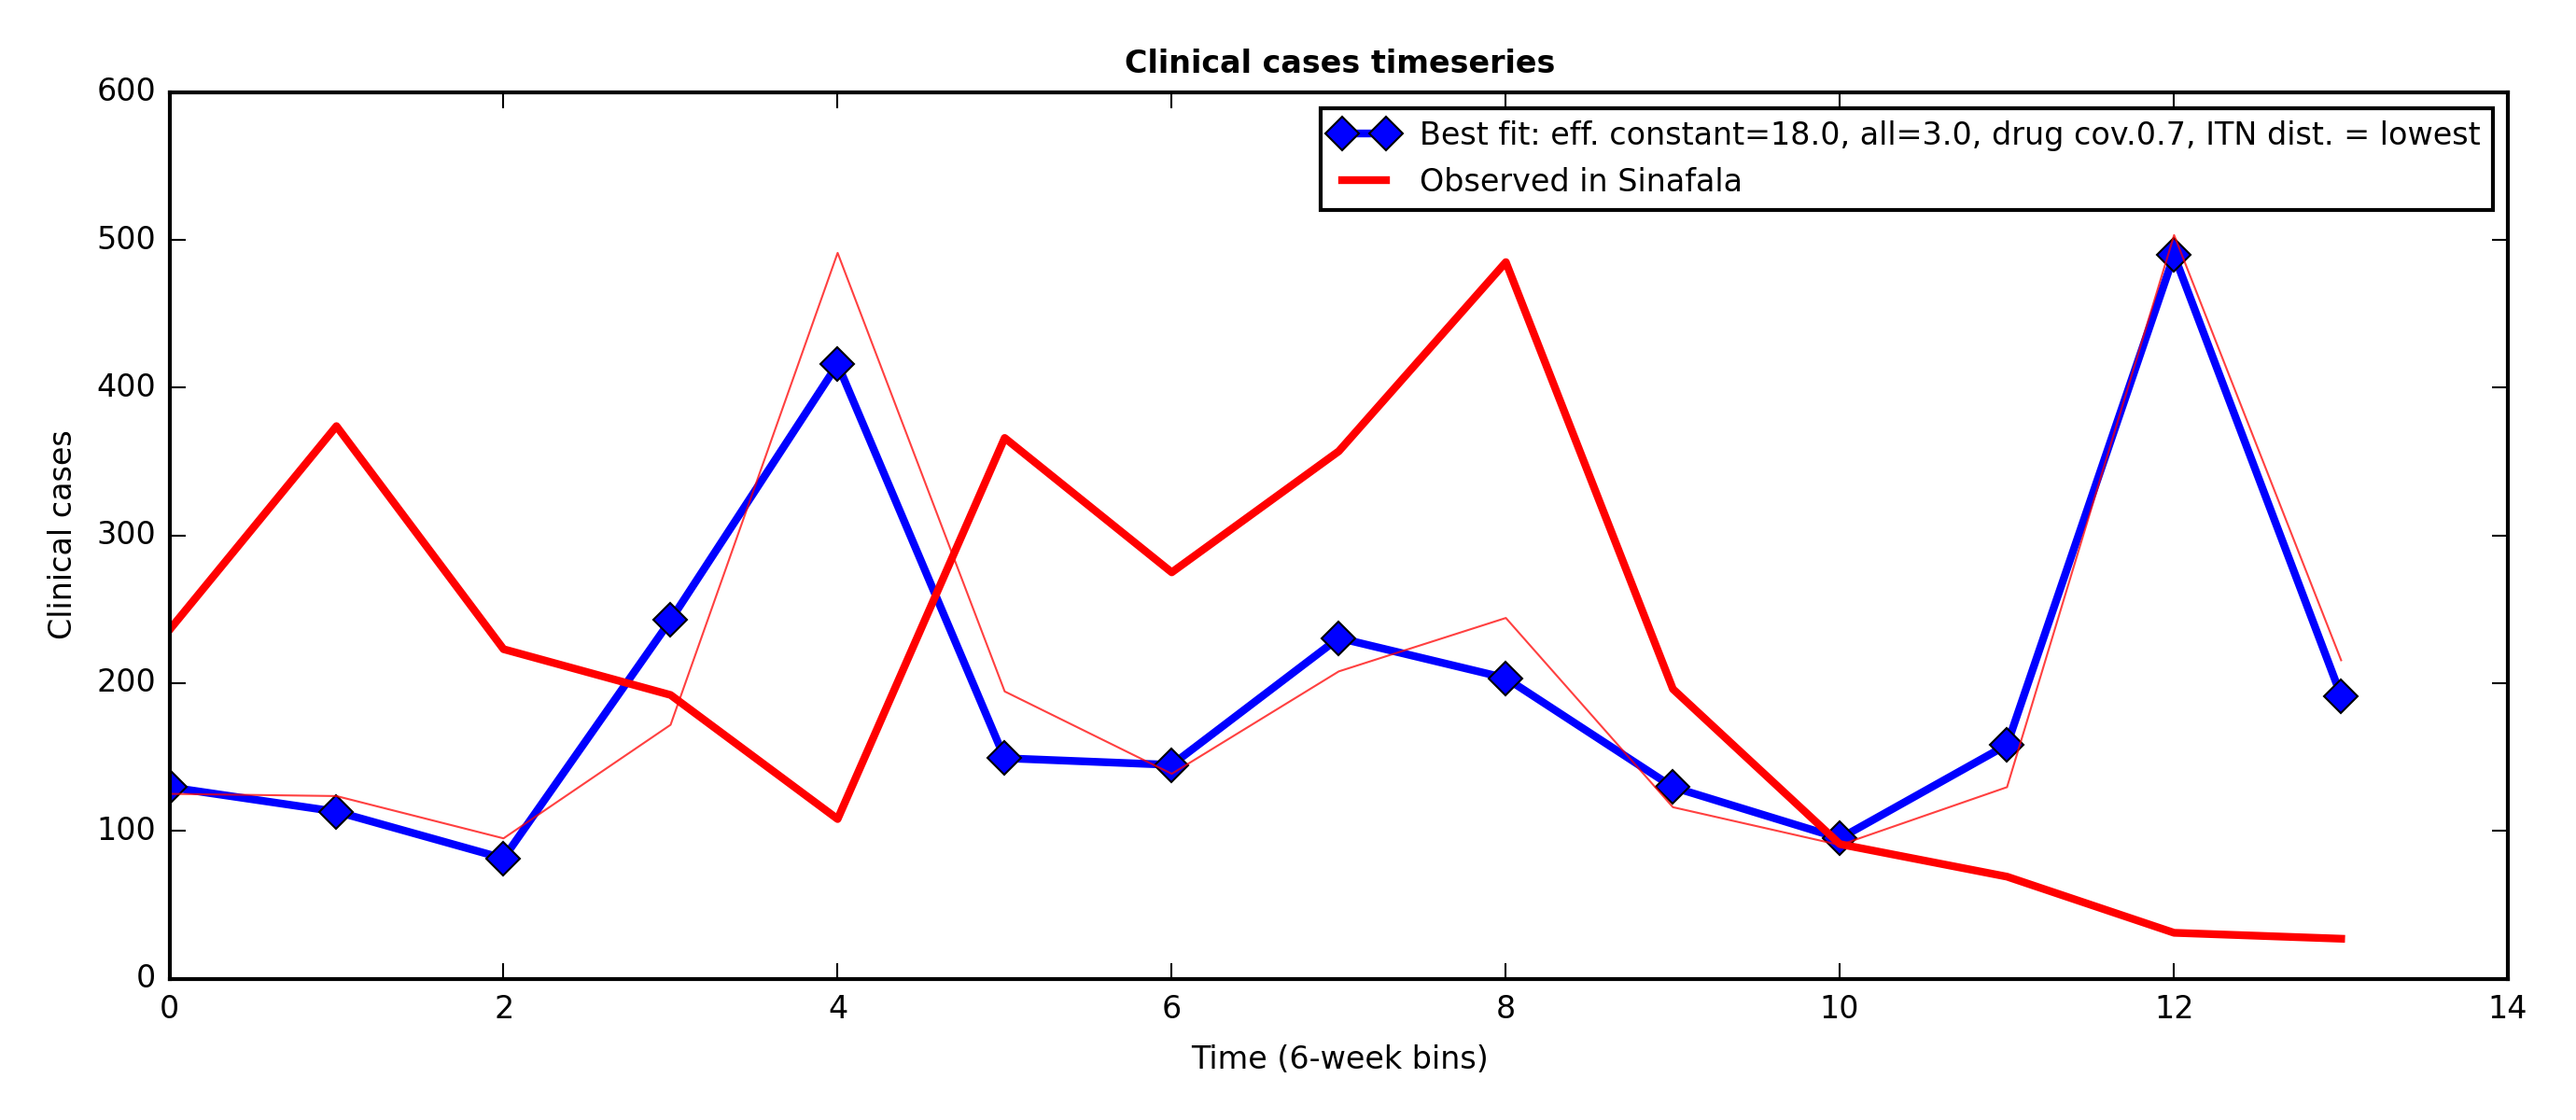 Clinical cases timeseries
600
500
400
300
200
100
0
Clinical cases
Best fit: eff. constant=18.0, all=3.0, drug cov.0.7, ITN dist. = lowest
Observed in Sinafala
0 2 4 6 8 10 12 14
Time (6-week bins)